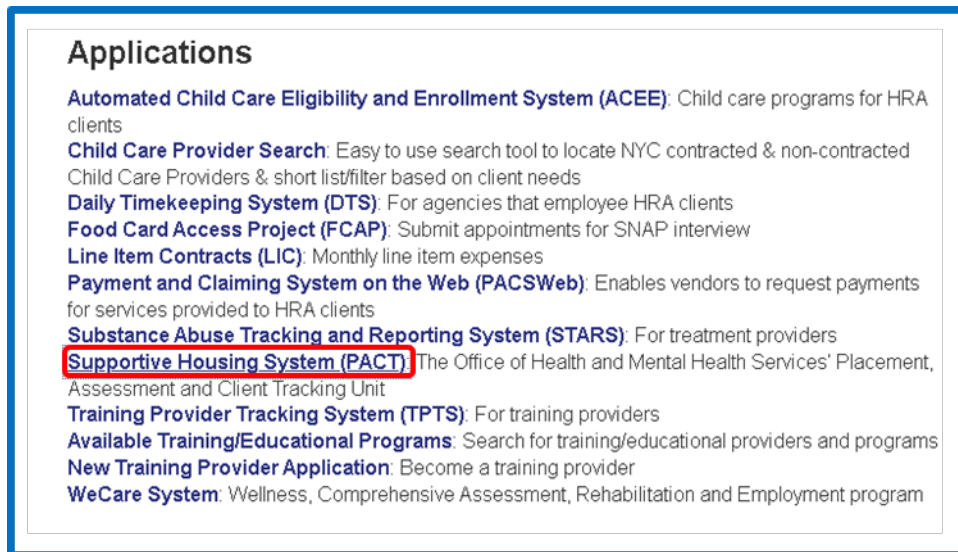 Applications
Automated Child Care Eligibility and Enrollment System (ACEE): Child care programs for HRA
clients
Child Care Provider Search: Easy to use search tool to locate NYC contracted & non-contracted
Child Care Providers & short list/filter based on client needs
Daily Timekeeping System (DTS): For agencies that employee HRA clients
Food Card Access Project (FCAP): Submit appointments for SNAP interview
Line Item Contracts (LIC): Monthly line item expenses
Payment and Claiming System on the Web (PACSWeb): Enables vendors to request payments
for services provided to HRA clients
Substance Abuse Tracking and Reporting System (STARS): For treatment providers
Supportive Housing System (PACT): The Office of Health and Mental Health Services' Placement,
Assessment and Client Tracking Unit
Training Provider Tracking System (TPTS): For training providers
Available Training/Educational Programs: Search for training/educational providers and programs
New Training Provider Application: Become a training provider
WeCare System: Wellness, Comprehensive Assessment, Rehabilitation and Employment program